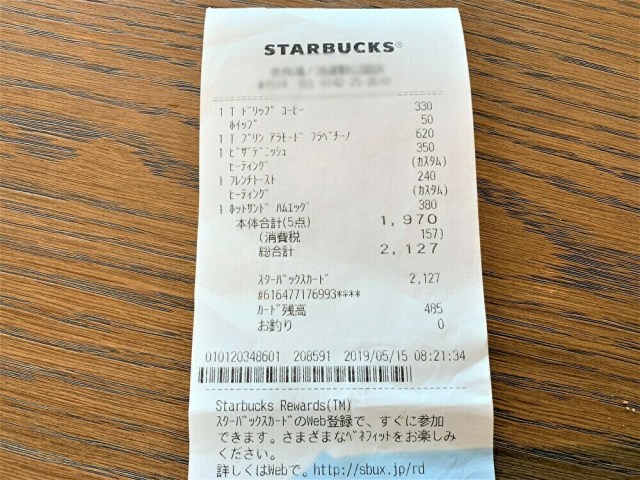 STARBUCKS®
1 T ﾄﾞﾘｯﾌﾟ ｺｰﾋｰ 330
ﾎｲｯﾌﾟ 50
1 T ﾌﾟﾘﾝ ｱﾗﾓｰﾄﾞ ﾌﾗﾍﾟﾁｰﾉ 620
1 ﾋﾟｻﾞﾃﾞﾆｯｼｭ 350
ﾋｰﾃｨﾝｸﾞ (ｶｽﾀﾑ)
1 ﾌﾚﾝﾁﾄｰｽﾄ 240
ﾋｰﾃｨﾝｸﾞ (ｶｽﾀﾑ)
1 ﾎｯﾄｻﾝﾄﾞ ﾊﾑｴｯｸﾞ 380
本体合計(5点) 1,970
(消費税 157)
総合計 2,127
ｽﾀｰﾊﾞｯｸｽｶｰﾄﾞ 2,127
#616477176993****
ｶｰﾄﾞ残高 485
お釣り 0
010120348601 208591 2019/05/15 08:21:34
Starbucks Rewards(TM)
ｽﾀｰﾊﾞｯｸｽｶｰﾄﾞのWeb登録で、すぐに参加
できます。さまざまなﾍﾞﾈﾌｨｯﾄをお楽しみ
ください。
詳しくはWebで。http://sbux.jp/rd